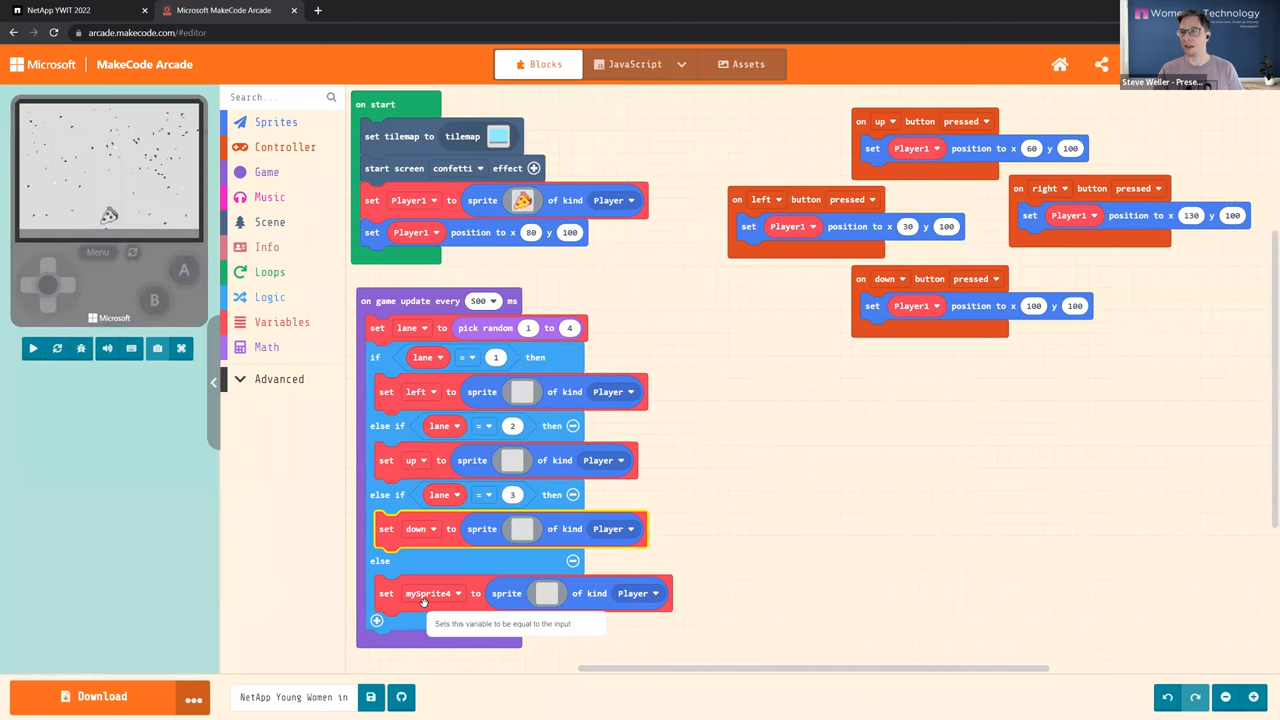 NetApp YWIT 2022
Microsoft MakeCode Arcade
arcade.makecode.com/#editor
Microsoft
MakeCode Arcade
Blocks
JavaScript
Assets
Steve Weller - Prese...
Menu
A
B
Microsoft
Search...
Sprites
Controller
Game
Music
Scene
Info
Loops
Logic
Variables
Math
Advanced
on start
set tilemap to tilemap
start screen confetti effect
set Player1 to sprite of kind Player
set Player1 position to x 80 y 100
on game update every 500 ms
set lane to pick random 1 to 4
if lane = 1 then
set left to sprite of kind Player
else if lane = 2 then
set up to sprite of kind Player
else if lane = 3 then
set down to sprite of kind Player
else
set mySprite4 to sprite of kind Player
Sets this variable to be equal to the input.
on up button pressed
set Player1 position to x 60 y 100
on left button pressed
set Player1 position to x 30 y 100
on right button pressed
set Player1 position to x 130 y 100
on down button pressed
set Player1 position to x 100 y 100
Download
NetApp Young Women in